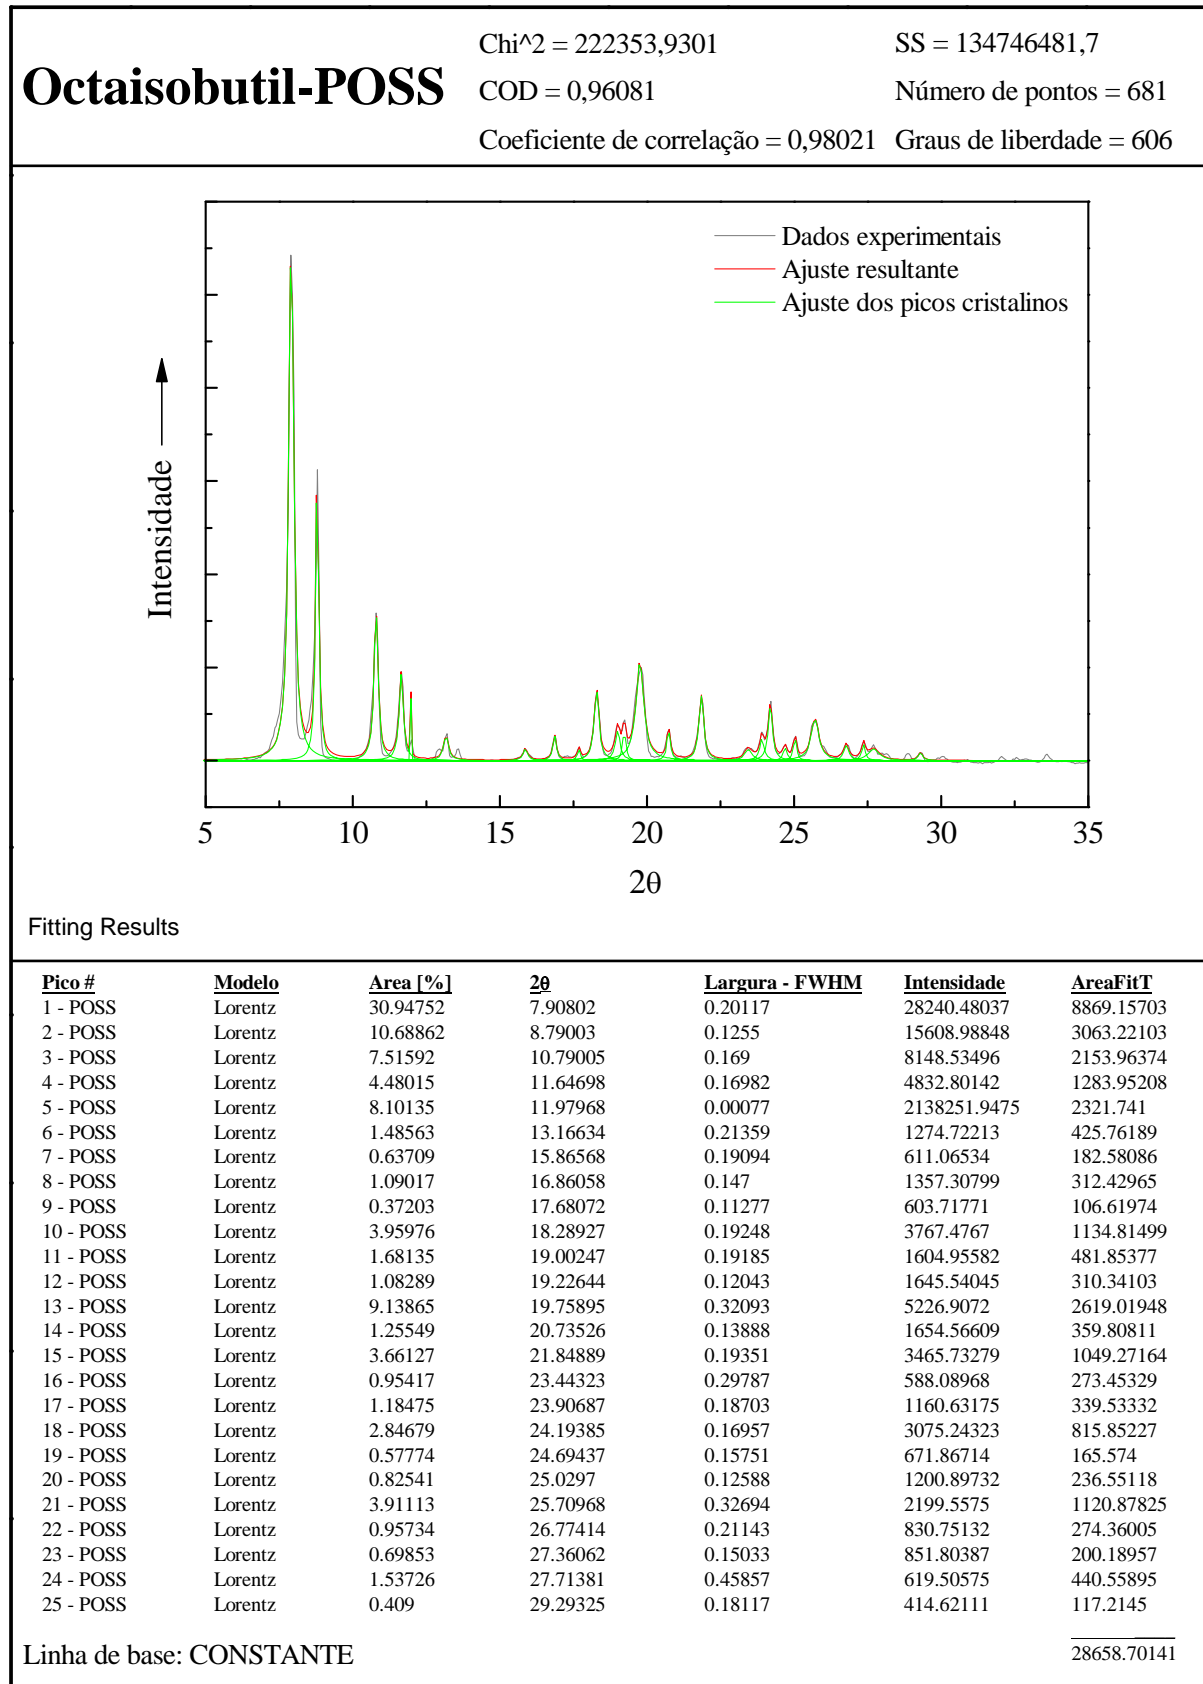 Octaisobutil-POSS
Chi^2 = 222353,9301
SS = 134746481,7
COD = 0,96081
Número de pontos = 681
Coeficiente de correlação = 0,98021
Graus de liberdade = 606
Dados experimentais
Ajuste resultante
Ajuste dos picos cristalinos
Intensidade
5 10 15 20 25 30 35
2θ
Fitting Results
Pico # Modelo Area [%] 2θ Largura - FWHM Intensidade AreaFitT
1 - POSS Lorentz 30.94752 7.90802 0.20117 28240.48037 8869.15703
2 - POSS Lorentz 10.68862 8.79003 0.1255 15608.98848 3063.22103
3 - POSS Lorentz 7.51592 10.79005 0.169 8148.53496 2153.96374
4 - POSS Lorentz 4.48015 11.64698 0.16982 4832.80142 1283.95208
5 - POSS Lorentz 8.10135 11.97968 0.00077 2138251.9475 2321.741
6 - POSS Lorentz 1.48563 13.16634 0.21359 1274.72213 425.76189
7 - POSS Lorentz 0.63709 15.86568 0.19094 611.06534 182.58086
8 - POSS Lorentz 1.09017 16.86058 0.147 1357.30799 312.42965
9 - POSS Lorentz 0.37203 17.68072 0.11277 603.71771 106.61974
10 - POSS Lorentz 3.95976 18.28927 0.19248 3767.4767 1134.81499
11 - POSS Lorentz 1.68135 19.00247 0.19185 1604.95582 481.85377
12 - POSS Lorentz 1.08289 19.22644 0.12043 1645.54045 310.34103
13 - POSS Lorentz 9.13865 19.75895 0.32093 5226.9072 2619.01948
14 - POSS Lorentz 1.25549 20.73526 0.13888 1654.56609 359.80811
15 - POSS Lorentz 3.66127 21.84889 0.19351 3465.73279 1049.27164
16 - POSS Lorentz 0.95417 23.44323 0.29787 588.08968 273.45329
17 - POSS Lorentz 1.18475 23.90687 0.18703 1160.63175 339.53332
18 - POSS Lorentz 2.84679 24.19385 0.16957 3075.24323 815.85227
19 - POSS Lorentz 0.57774 24.69437 0.15751 671.86714 165.574
20 - POSS Lorentz 0.82541 25.0297 0.12588 1200.89732 236.55118
21 - POSS Lorentz 3.91113 25.70968 0.32694 2199.5575 1120.87825
22 - POSS Lorentz 0.95734 26.77414 0.21143 830.75132 274.36005
23 - POSS Lorentz 0.69853 27.36062 0.15033 851.80387 200.18957
24 - POSS Lorentz 1.53726 27.71381 0.45857 619.50575 440.55895
25 - POSS Lorentz 0.409 29.29325 0.18117 414.62111 117.2145
Linha de base: CONSTANTE
28658.70141